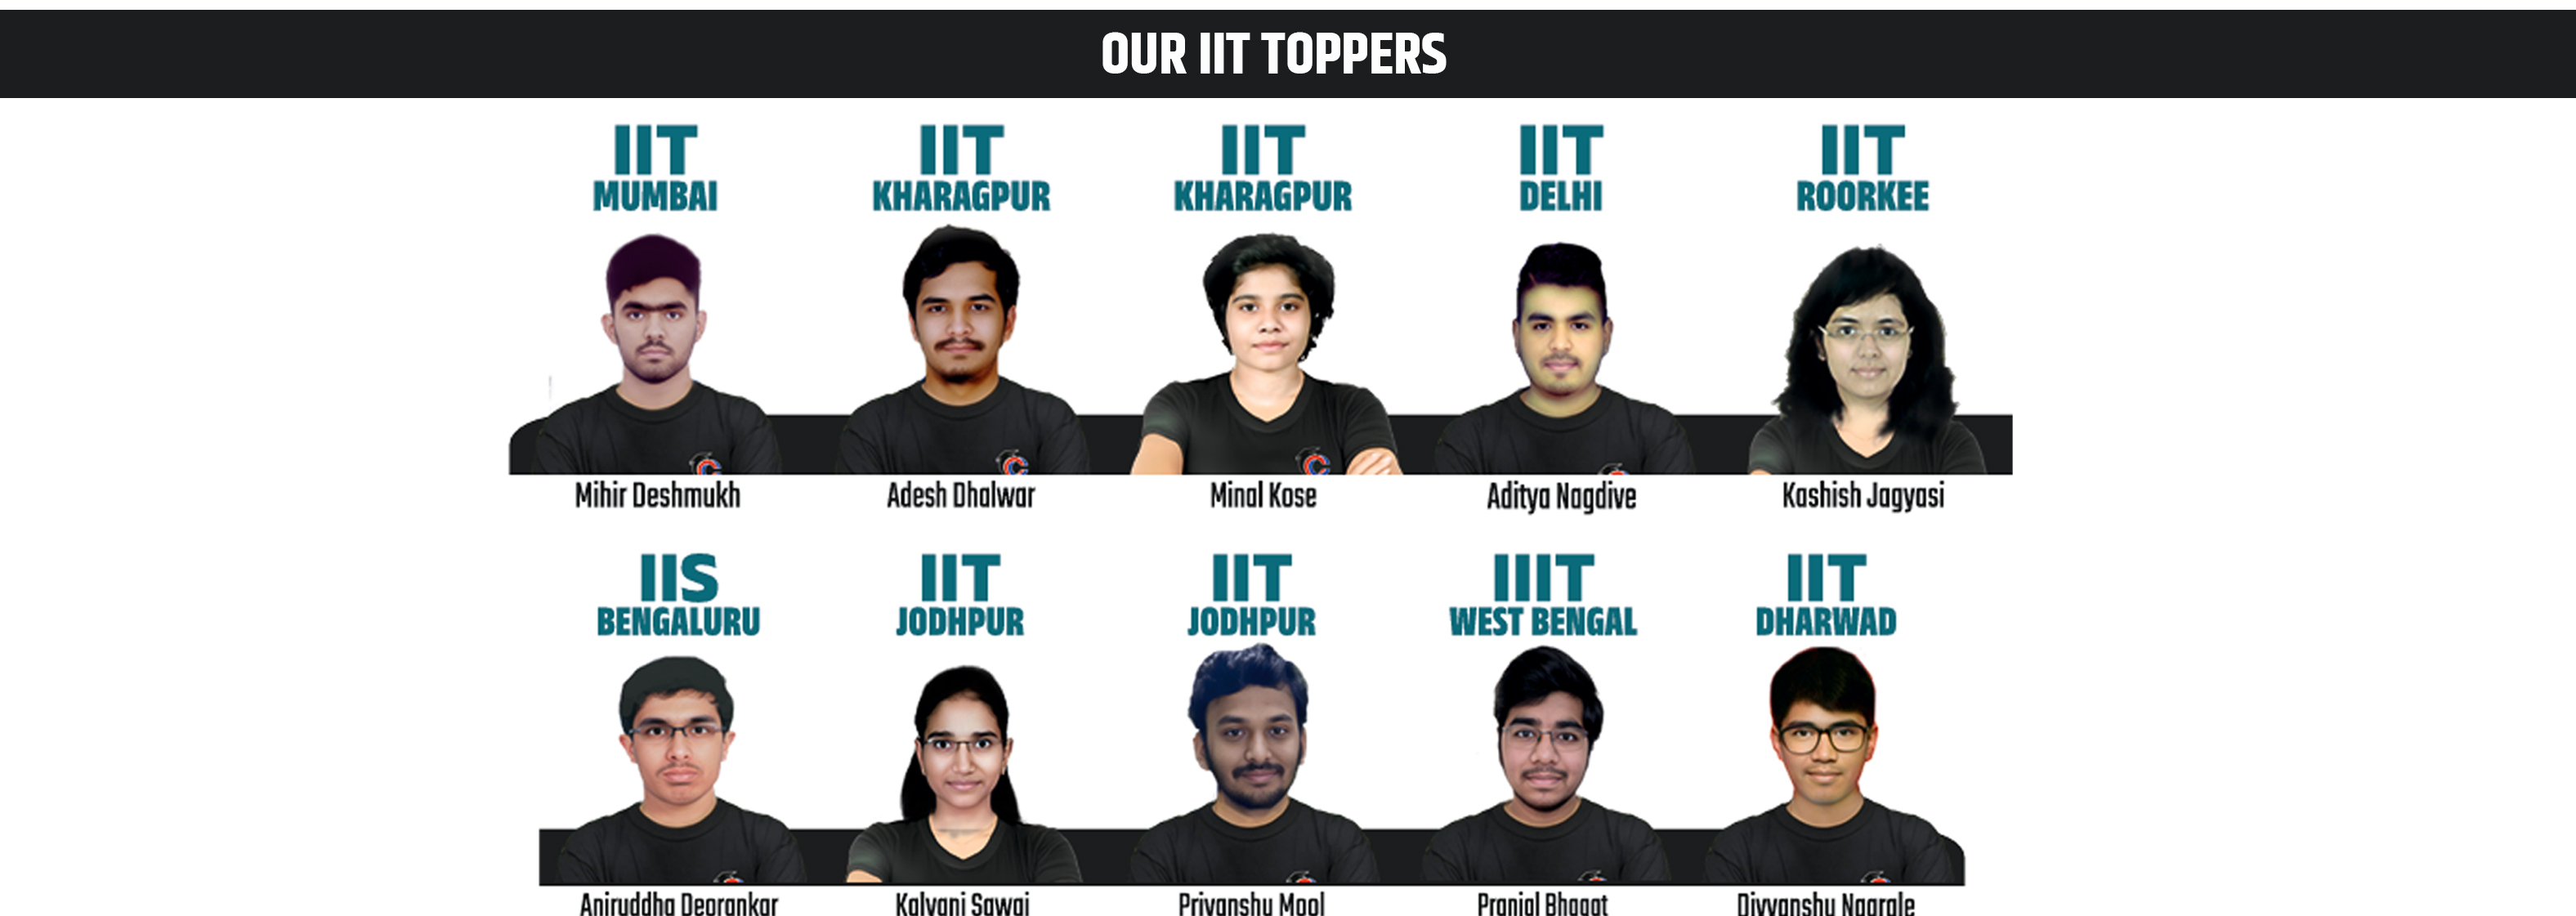 OUR IIT TOPPERS
IIT IIT IIT IIT IIT
MUMBAI KHARAGPUR KHARAGPUR DELHI ROORKEE
Mihir Deshmukh Adesh Dhalwar Minal Kose Aditya Nagdive Kashish Jagyasi
IIS IIT IIT IIIT IIT
BENGALURU JODHPUR JODHPUR WEST BENGAL DHARWAD
Aniruddha Deorankar Kalyani Sawai Priyanshu Mool Pranjal Bhagat Divyanshu Nagrale